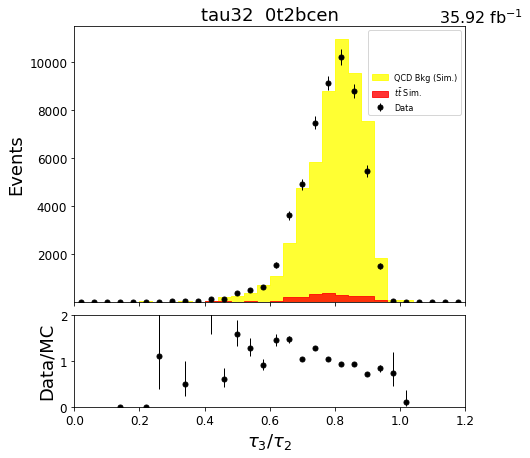 tau32 0t2bcen
35.92 fb⁻¹
QCD Bkg (Sim.)
tt̄ Sim.
Data
Events
10000
8000
6000
4000
2000
Data/MC
2
1
0
0.0 0.2 0.4 0.6 0.8 1.0 1.2
τ₃/τ₂